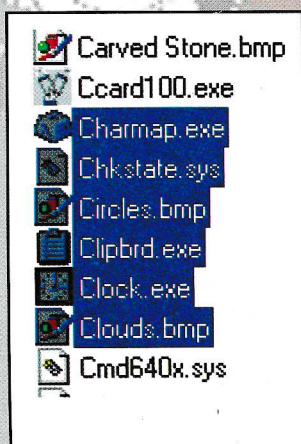 Carved Stone.bmp
Ccard100.exe
Charmap.exe
Chkstate.sys
Circles.bmp
Clipbrd.exe
Clock.exe
Clouds.bmp
Cmd640x.sys